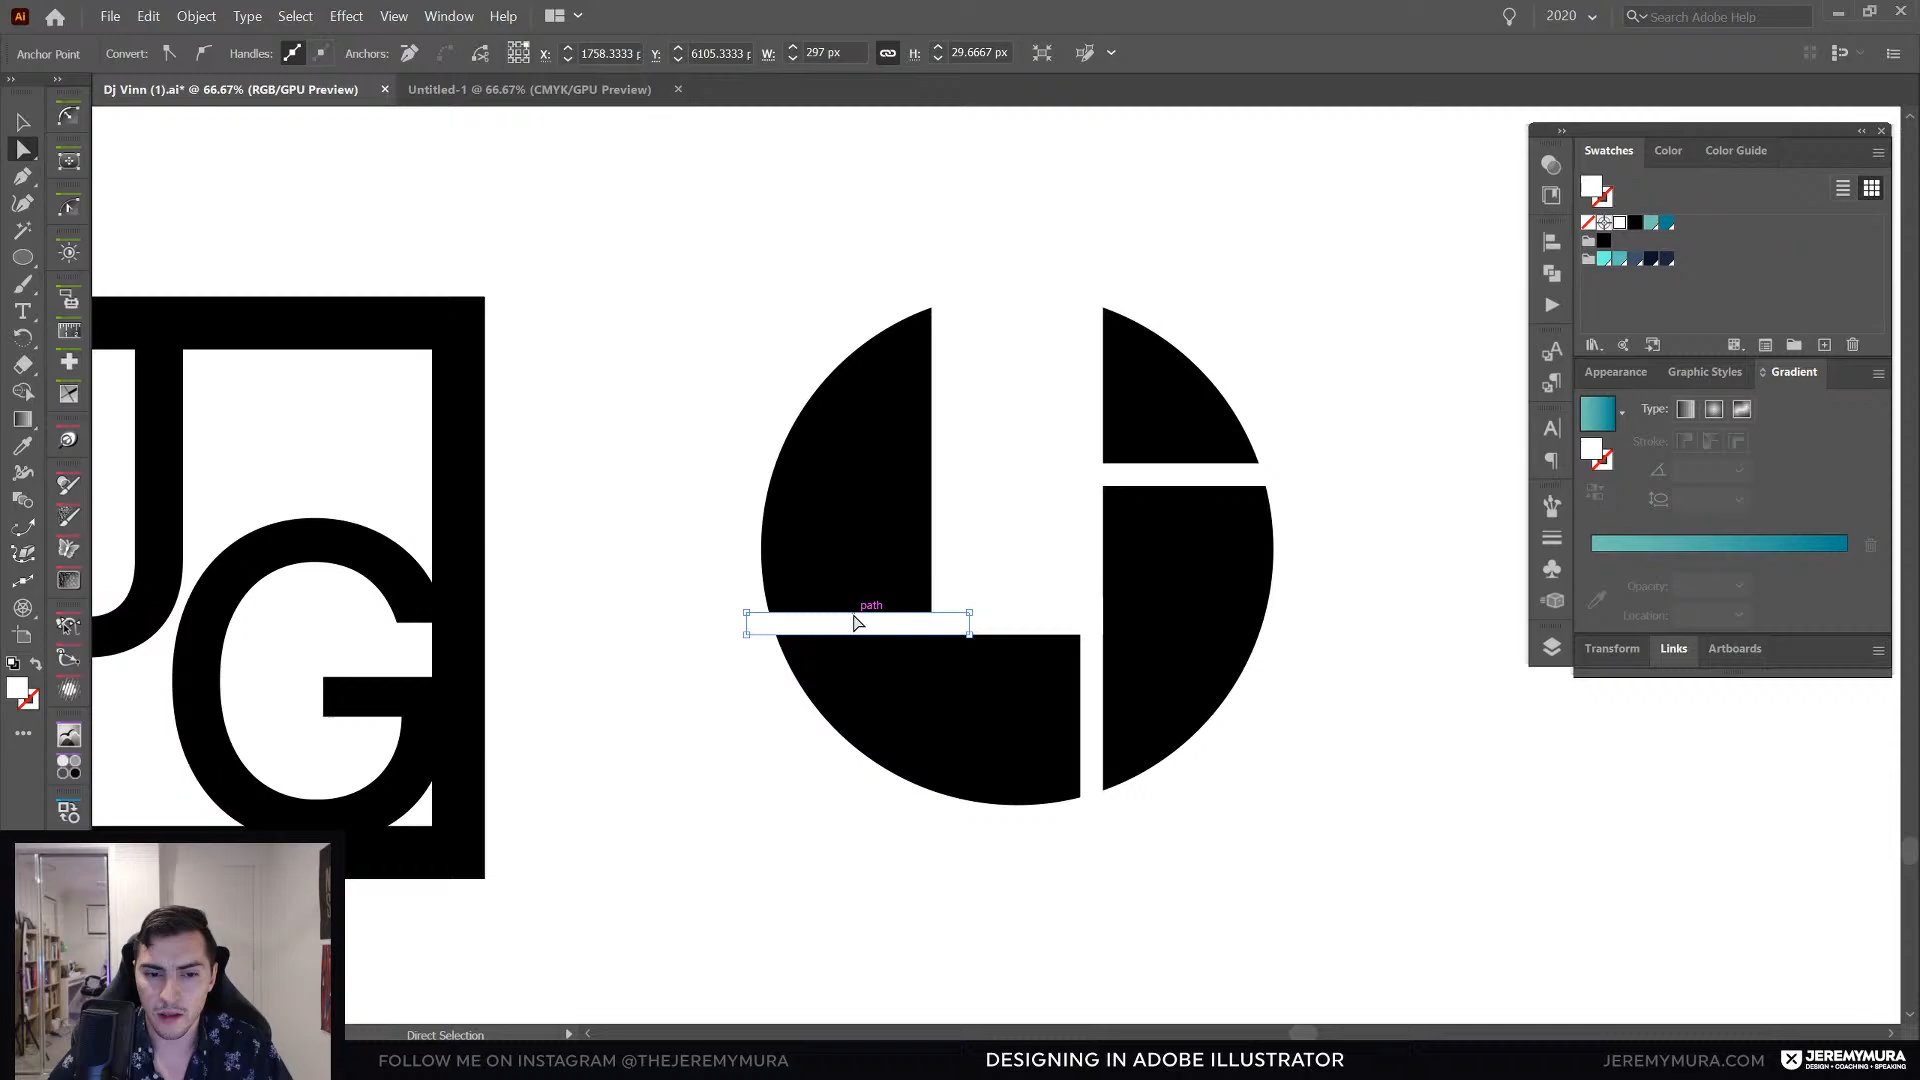 Ai File Edit Object Type Select Effect View Window Help 2020 Search Adobe Help
Anchor Point Convert: Handles: Anchors: X: 1758.3333 p Y: 6105.3333 p W: 297 px H: 29.6667 px
Dj Vinn (1).ai* @ 66.67% (RGB/GPU Preview) Untitled-1 @ 66.67% (CMYK/GPU Preview)
Swatches Color Color Guide
Appearance Graphic Styles Gradient
Type:
Stroke:
Opacity:
Location:
Transform Links Artboards
J
G
path
Direct Selection
FOLLOW ME ON INSTAGRAM @THEJEREMYMURA DESIGNING IN ADOBE ILLUSTRATOR JEREMYMURA.COM JEREMYMURA
DESIGN + COACHING + SPEAKING